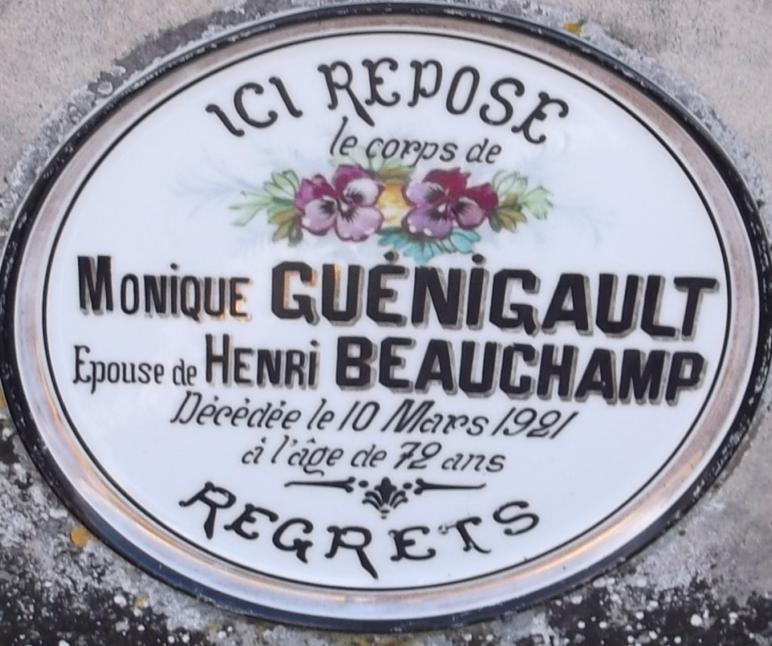 ICI REPOSE
le corps de
MONIQUE GUÉNIGAULT
Epouse de HENRI BEAUCHAMP
Décédée le 10 Mars 1921
à l'âge de 72 ans
REGRETS